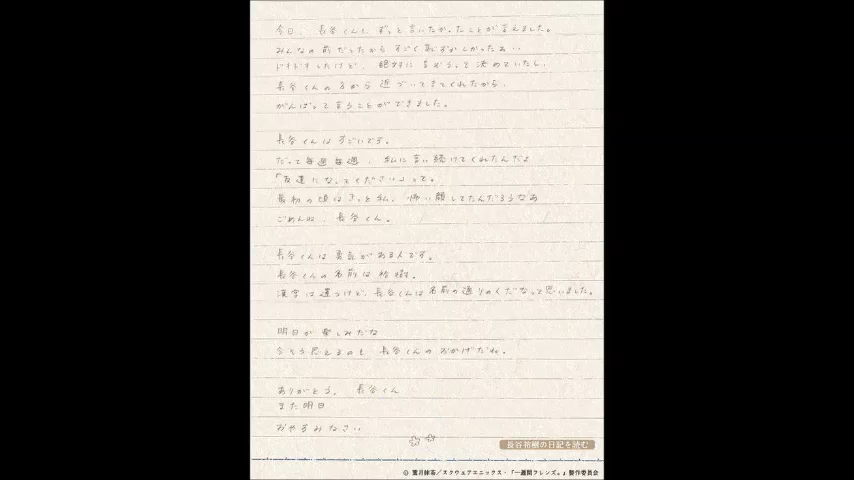 今日、長谷くんに ずっと言いたかったことが言えました。
みんなの前だったから すごく恥ずかしかったぁ‥
ドキドキしたけど、絶対に言おうって決めていたし、
長谷くんの方から近づいてきてくれたから、
がんばって言うことができました。
長谷くんはすごいです。
だって毎週毎週、私に言い続けてくれたんだよ
「友達になってください」って。
最初の頃はきっと私、怖い顔してたんだろうなあ
ごめんね、長谷くん。
長谷くんは勇気がある人です。
長谷くんの名前は祐樹。
漢字は違うけど、長谷くんは名前の通りの人だなって思いました。
明日が楽しみだな
今そう思えるのも 長谷くんのおかげだね。
ありがとう、長谷くん
また明日
おやすみなさい
長谷祐樹の日記を読む
© 葉月抹茶／スクウェアエニックス・「一週間フレンズ。」製作委員会